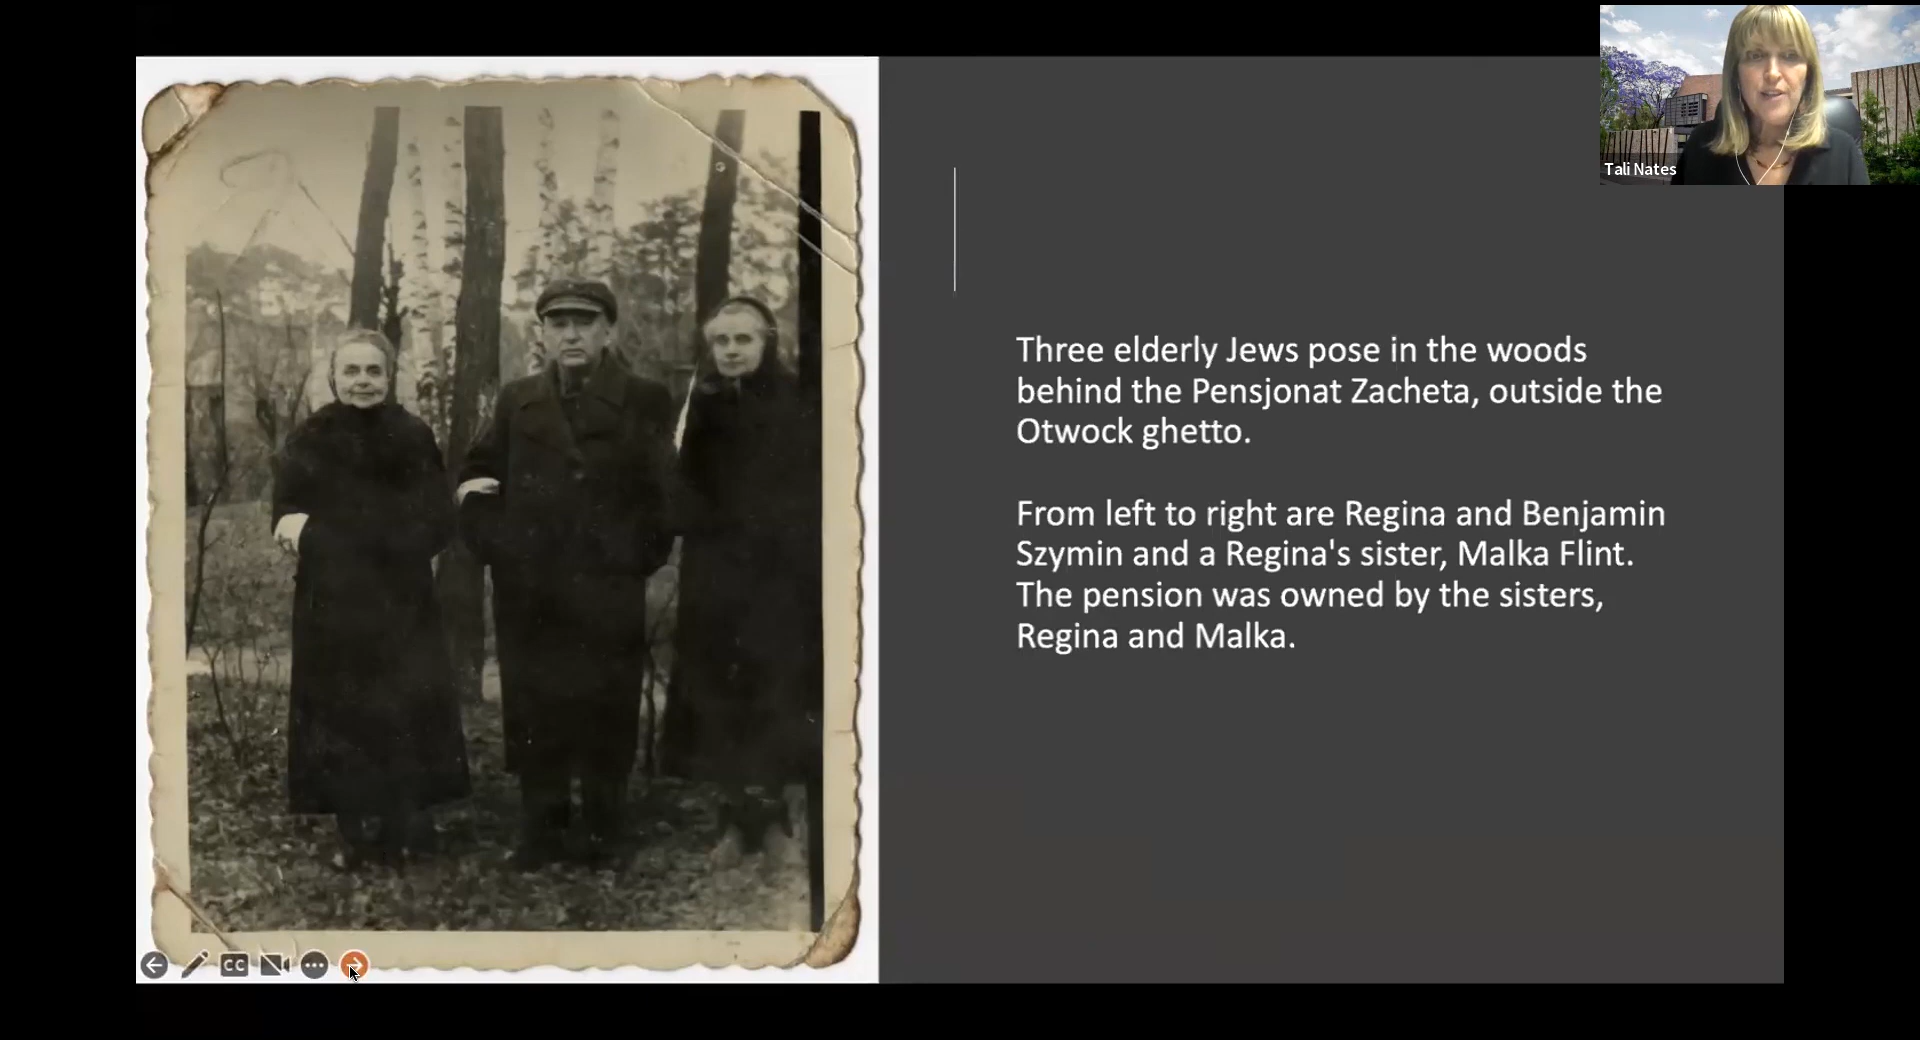 Tali Nates
Three elderly Jews pose in the woods
behind the Pensjonat Zacheta, outside the
Otwock ghetto.
From left to right are Regina and Benjamin
Szymin and a Regina's sister, Malka Flint.
The pension was owned by the sisters,
Regina and Malka.
CC